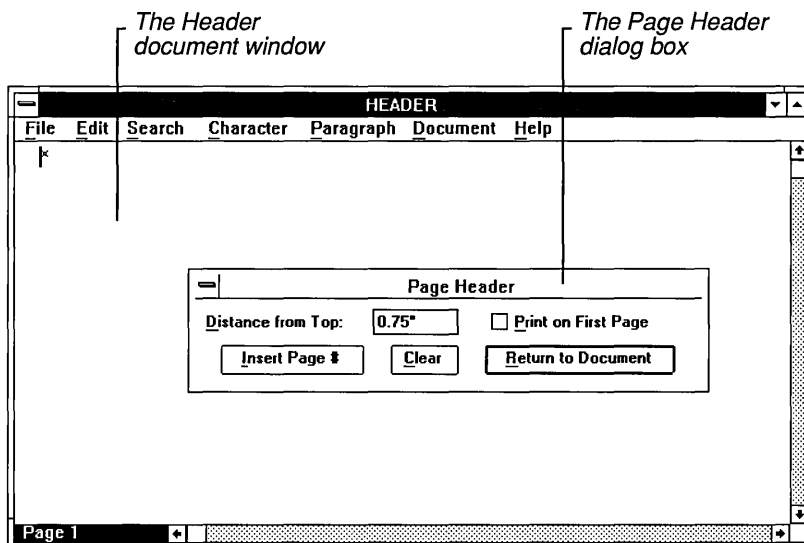 The Header
document window
The Page Header
dialog box
HEADER
File Edit Search Character Paragraph Document Help
Page Header
Distance from Top: 0.75" Print on First Page
Insert Page # Clear Return to Document
Page 1